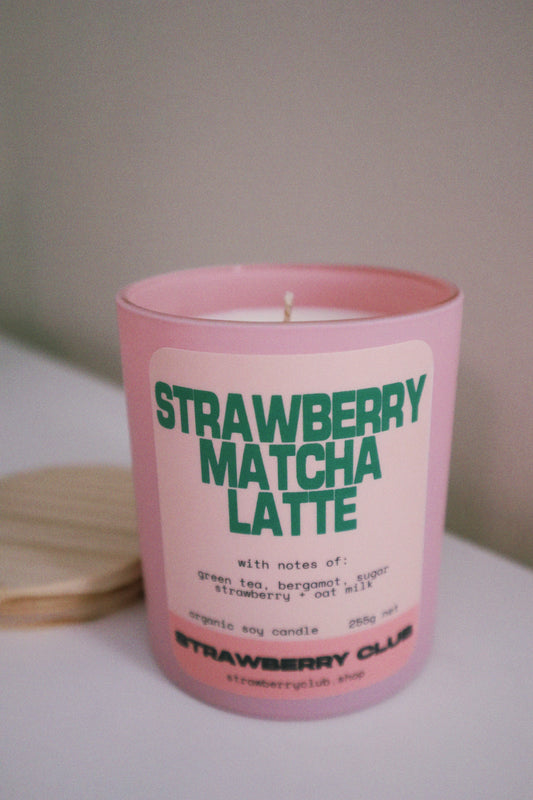 STRAWBERRY
MATCHA
LATTE
with notes of:
green tea, bergamot, sugar
strawberry + oat milk
organic soy candle 255g net
STRAWBERRY CLUB
strawberryclub.shop